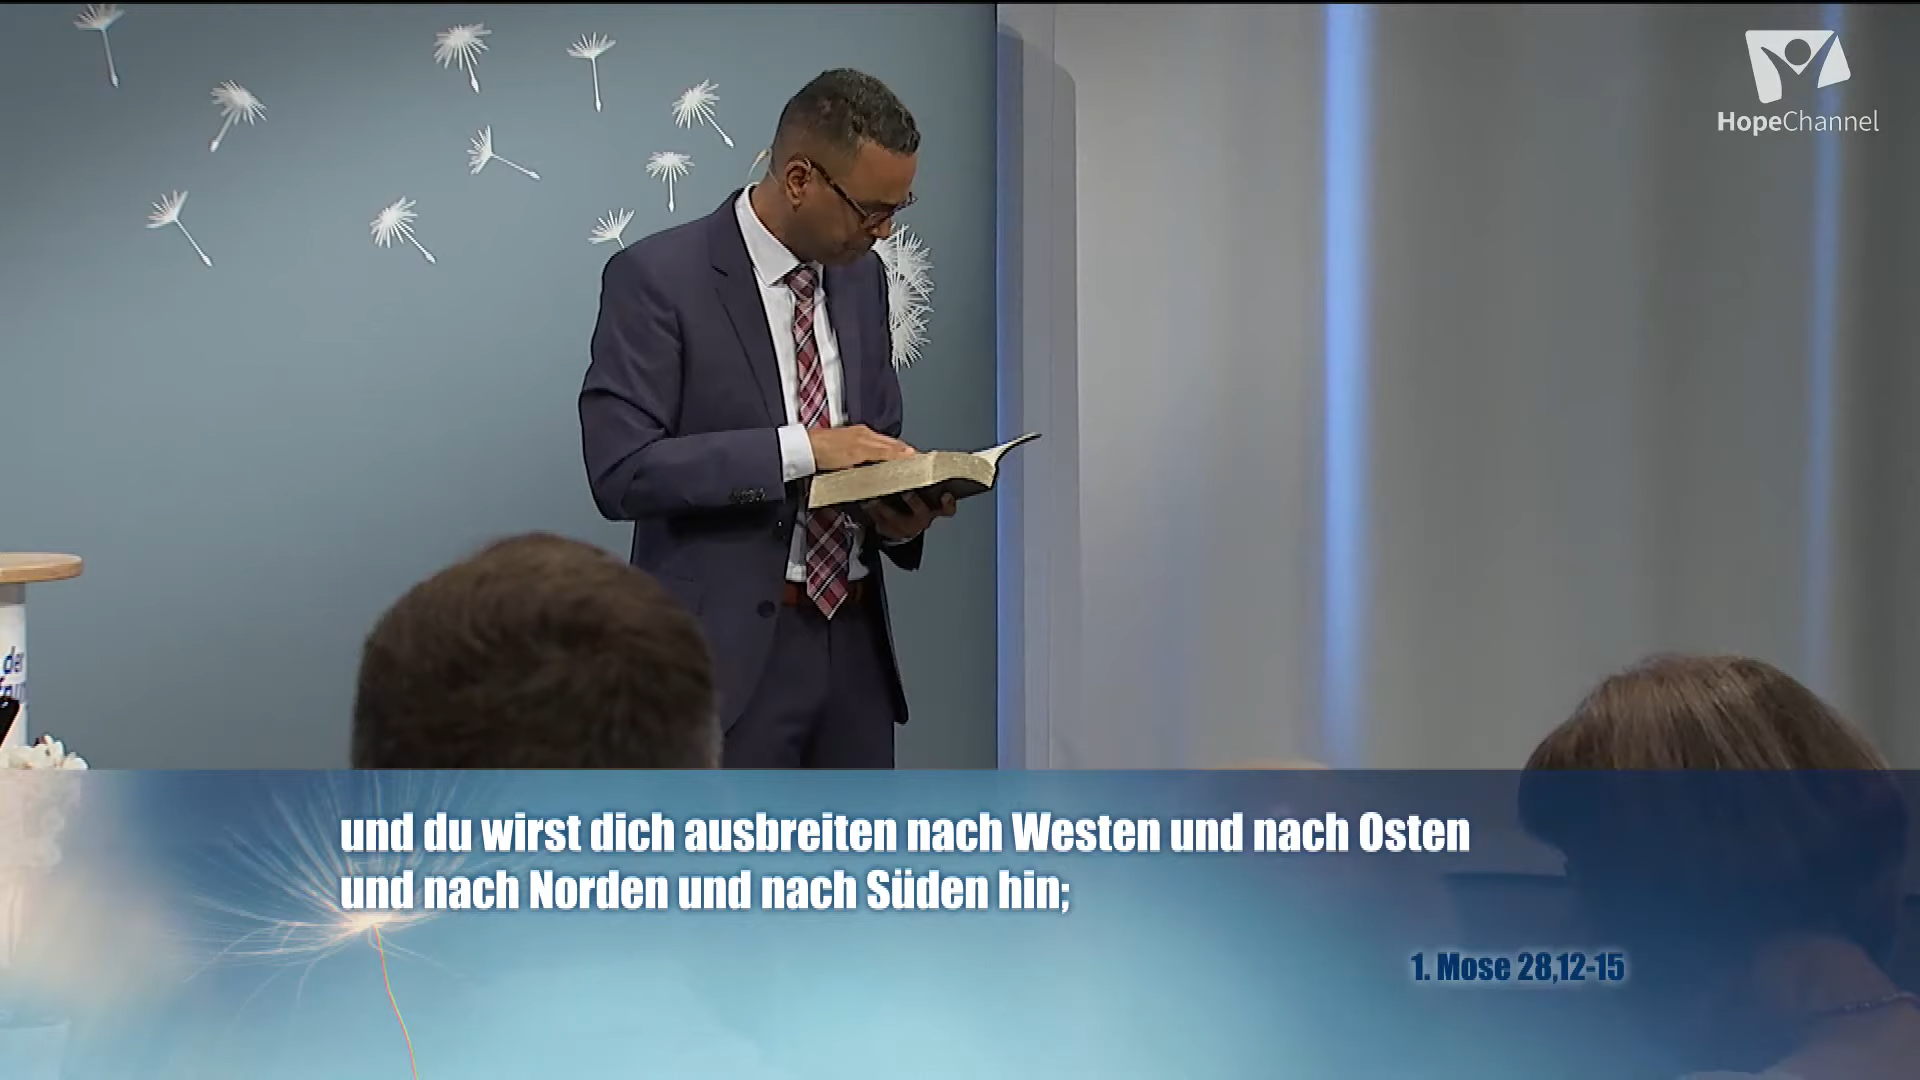 HopeChannel
der
und du wirst dich ausbreiten nach Westen und nach Osten
und nach Norden und nach Süden hin;
1. Mose 28,12-15